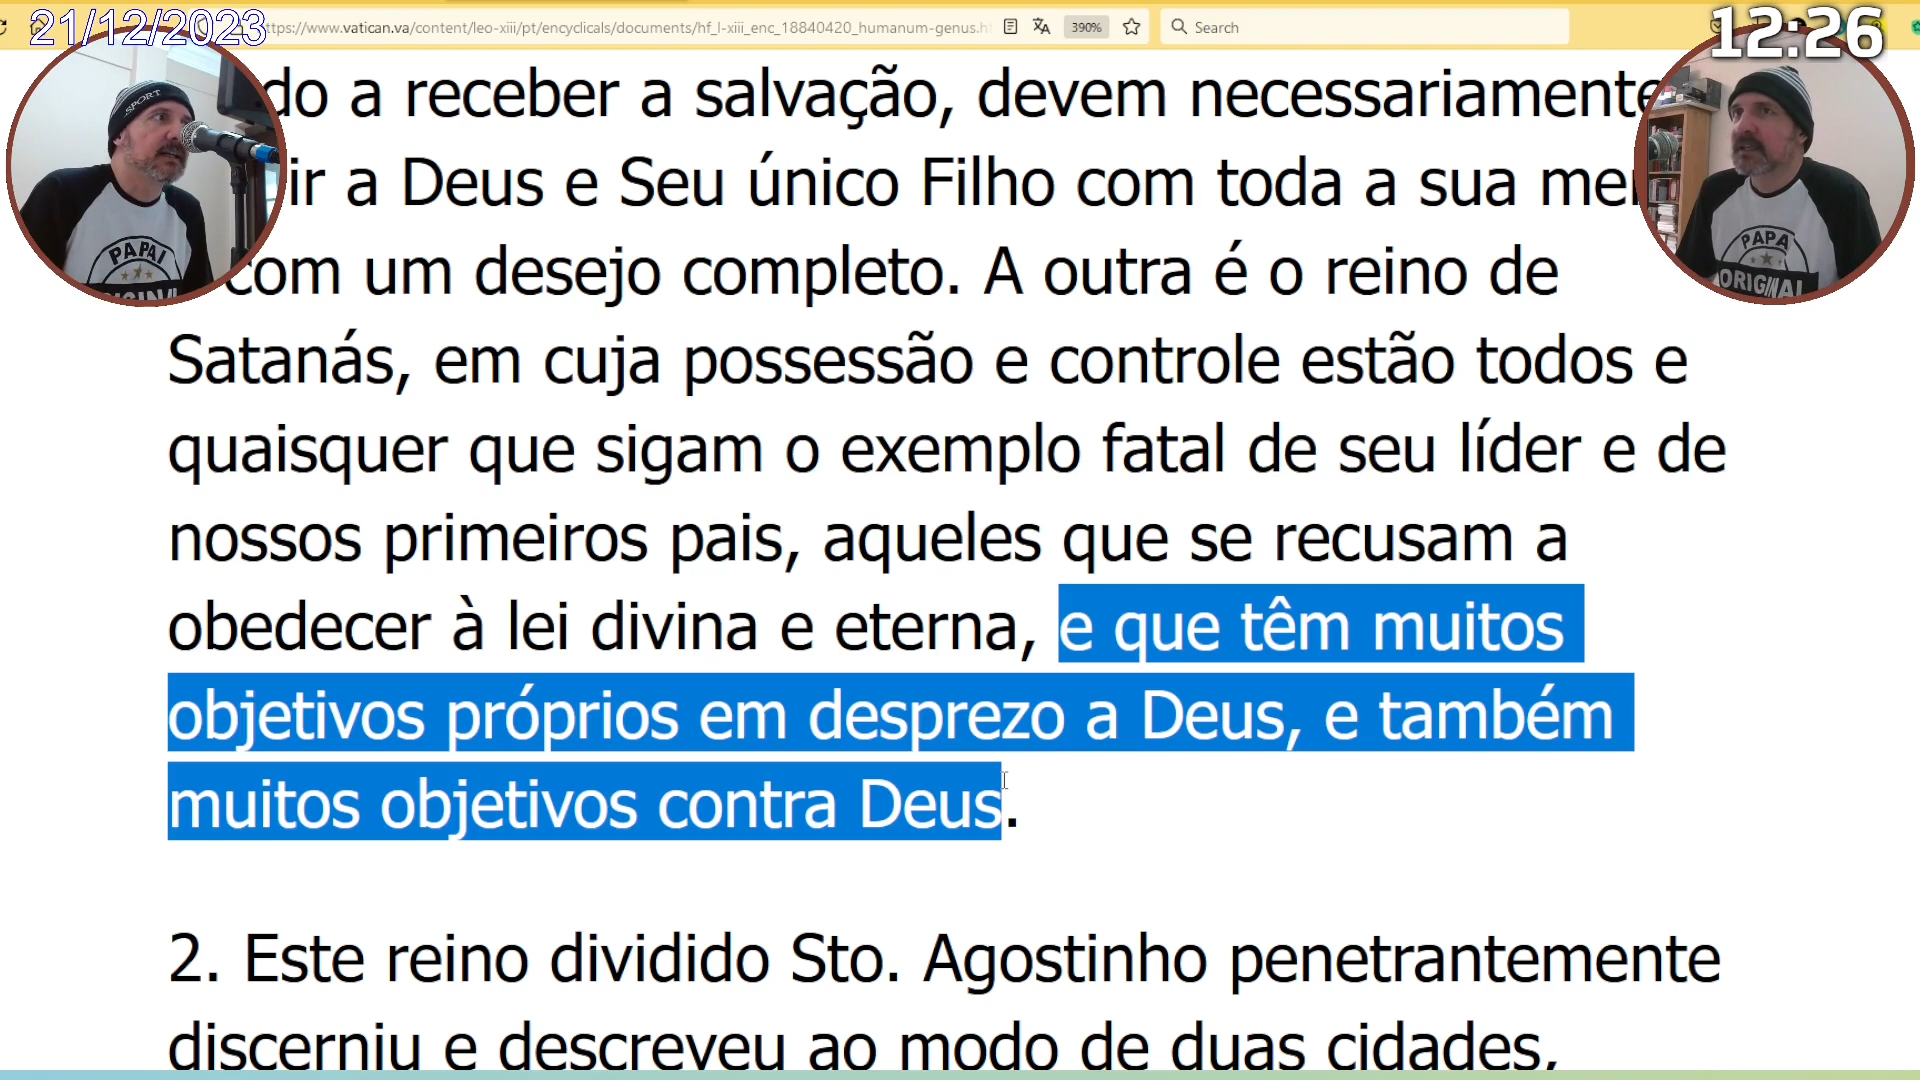 21/12/2023
12:26
ttps://www.vatican.va/content/leo-xiii/pt/encyclicals/documents/hf_l-xiii_enc_18840420_humanum-genus.h
390%
Search
do a receber a salvação, devem necessariamente
ir a Deus e Seu único Filho com toda a sua me
com um desejo completo. A outra é o reino de
Satanás, em cuja possessão e controle estão todos e
quaisquer que sigam o exemplo fatal de seu líder e de
nossos primeiros pais, aqueles que se recusam a
obedecer à lei divina e eterna, e que têm muitos
objetivos próprios em desprezo a Deus, e também
muitos objetivos contra Deus.
2. Este reino dividido Sto. Agostinho penetrantemente
discerniu e descreveu ao modo de duas cidades,
SPORT
PAPAI
ORIGINAL
PAPA
ORIGINAL